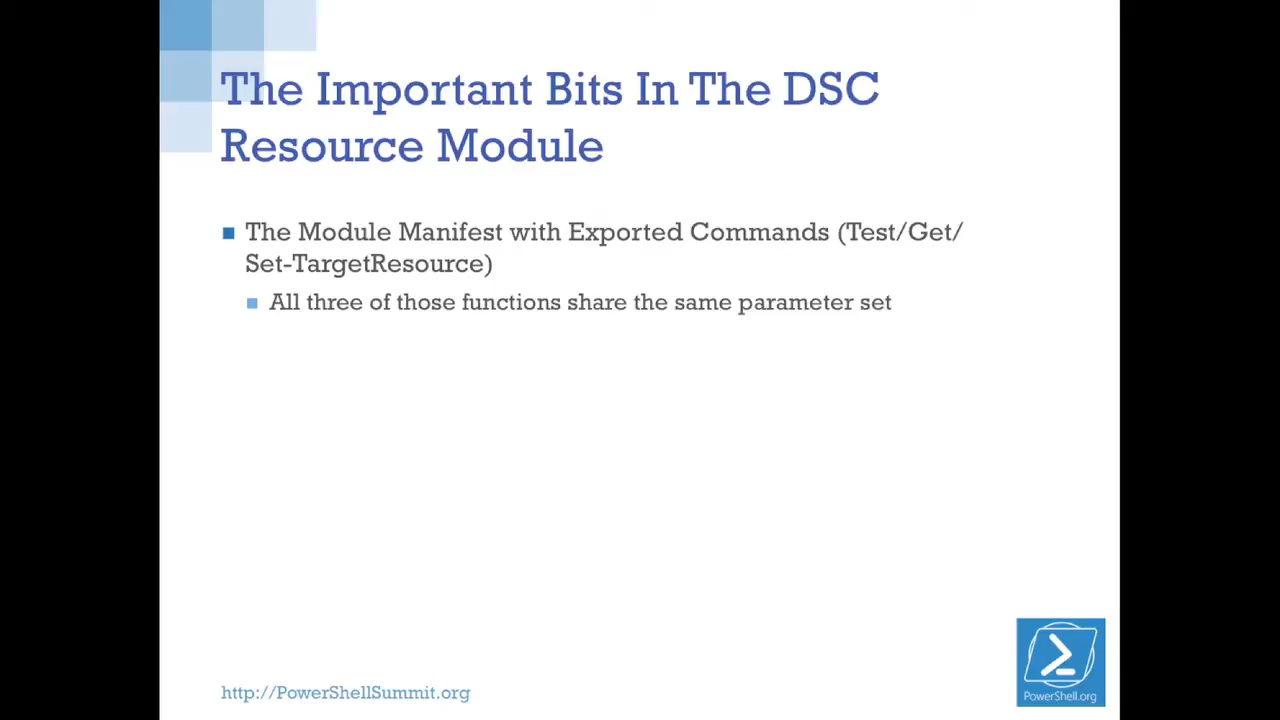 The Important Bits In The DSC
Resource Module
The Module Manifest with Exported Commands (Test/Get/
Set-TargetResource)
All three of those functions share the same parameter set
http://PowerShellSummit.org
PowerShell.org